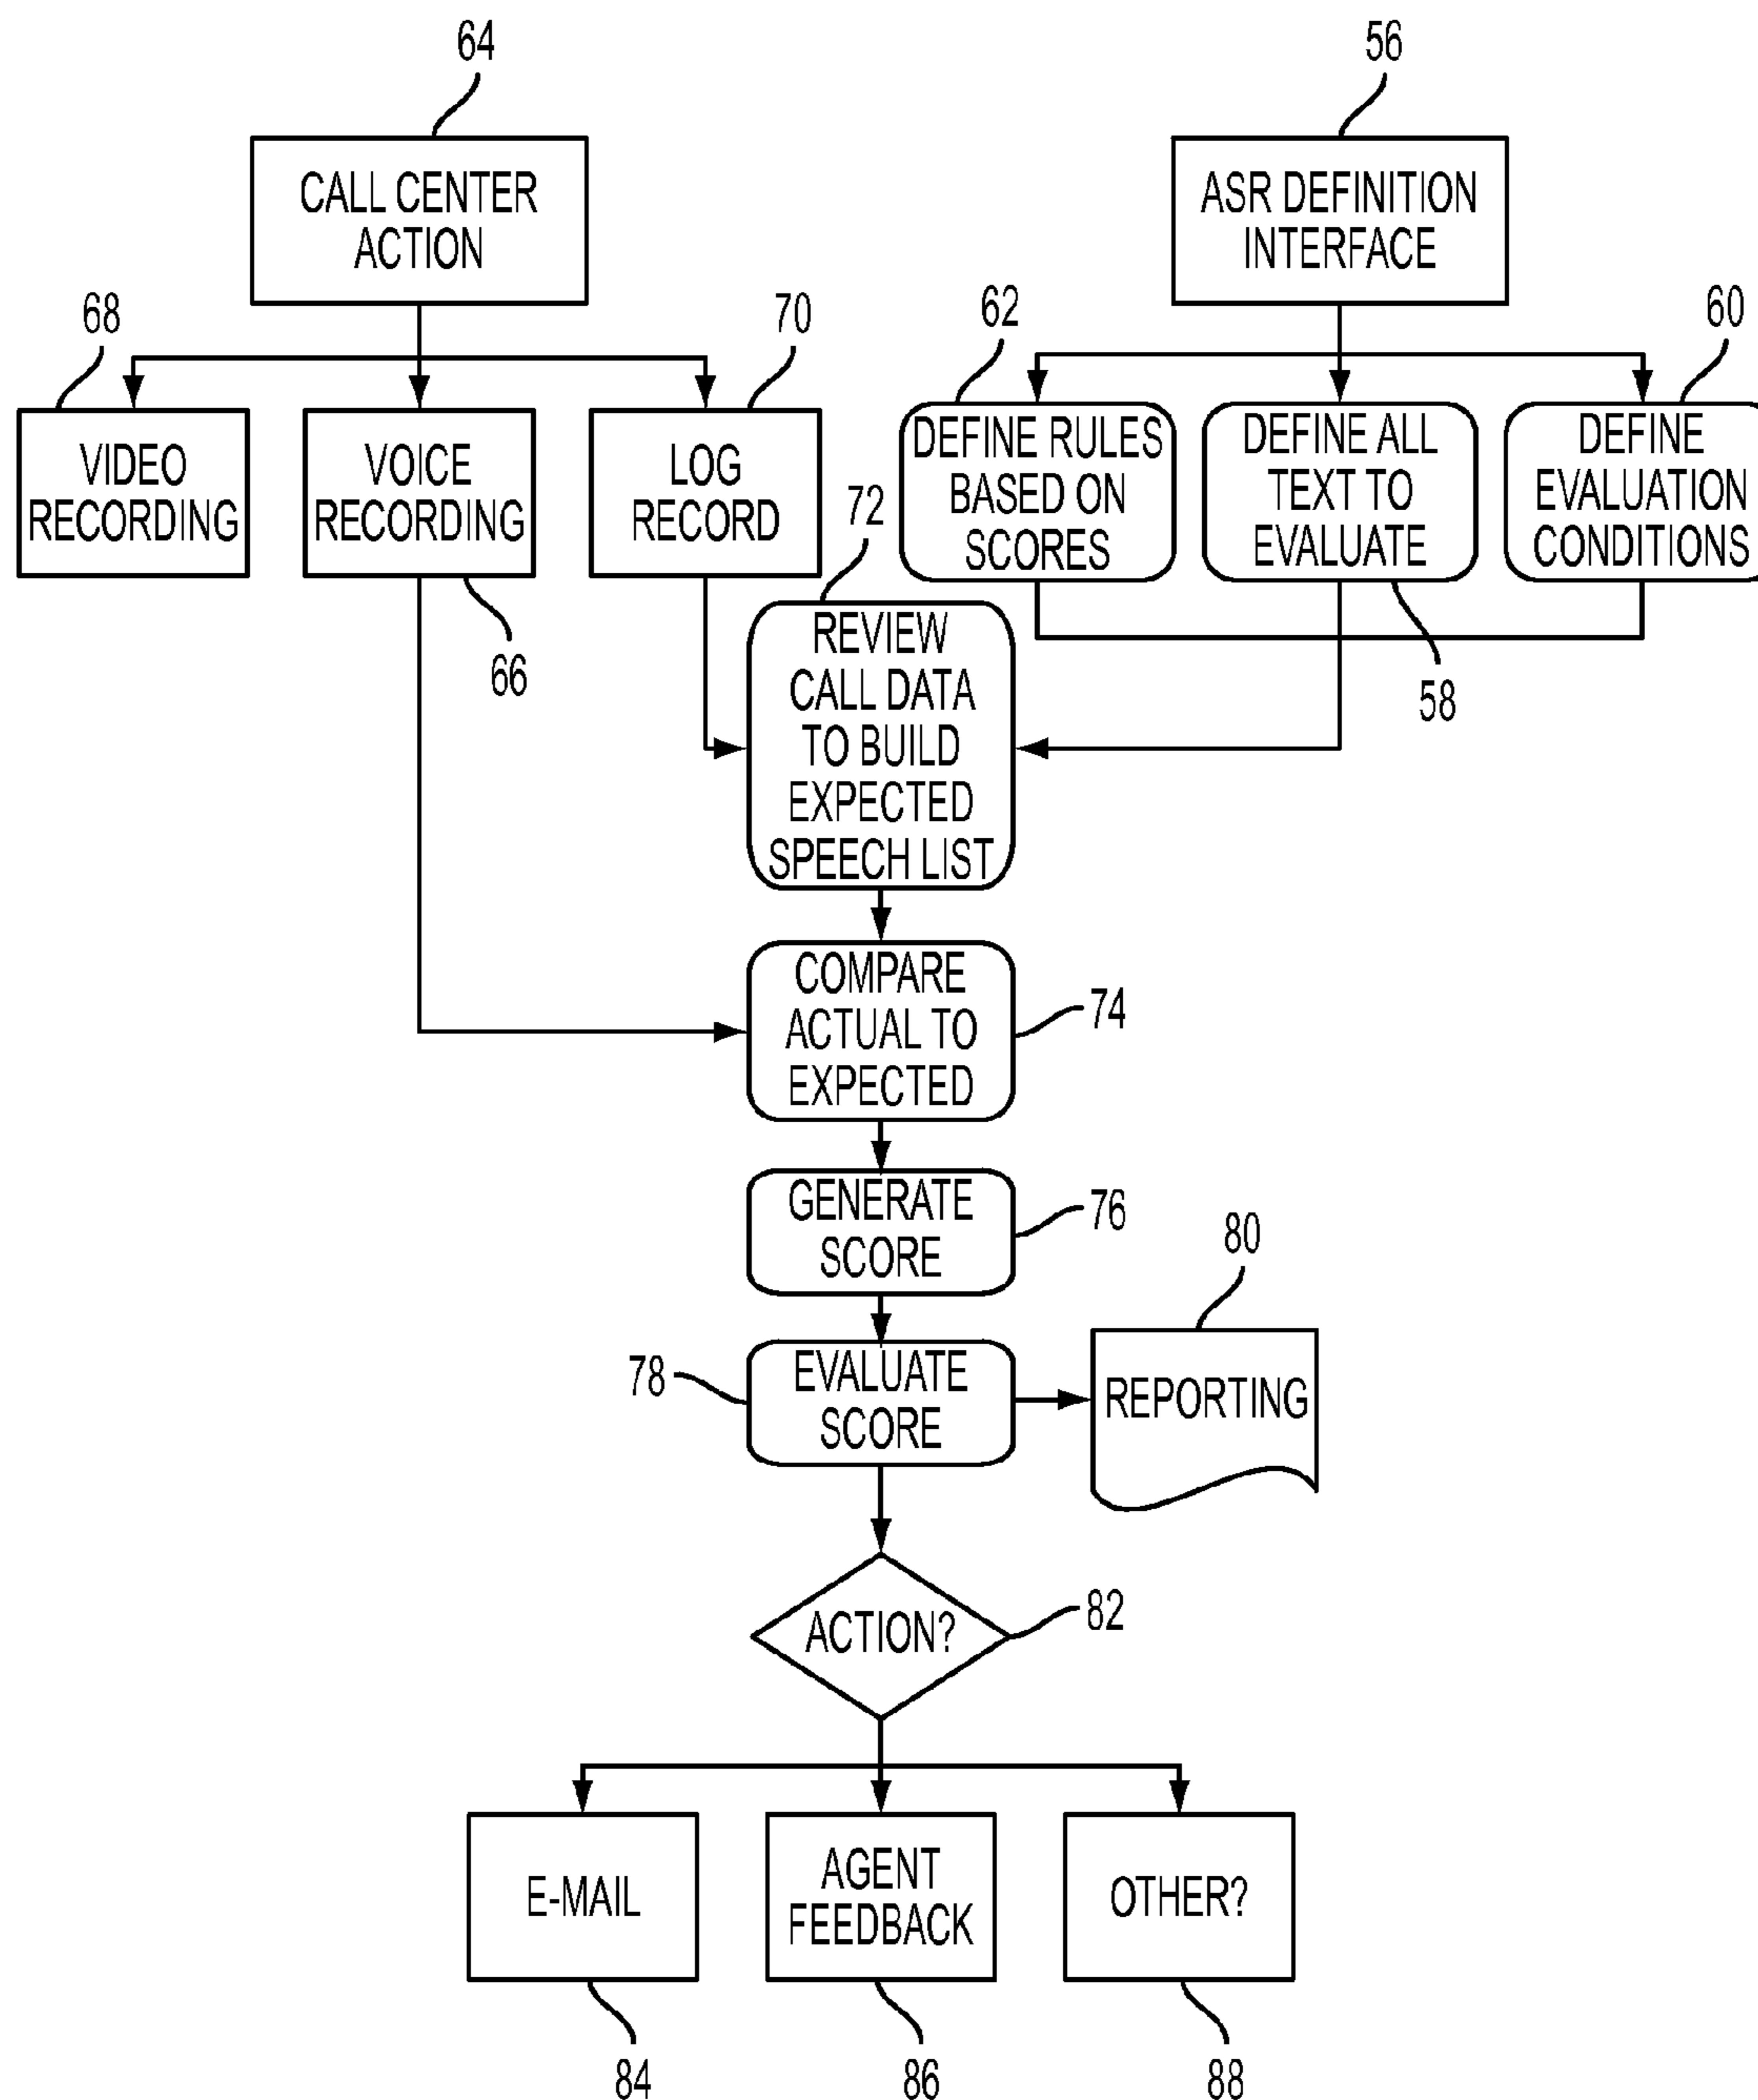 64
56
CALL CENTER
ACTION
ASR DEFINITION
INTERFACE
68
70
62
60
VIDEO
RECORDING
VOICE
RECORDING
LOG
RECORD
72
DEFINE RULES
BASED ON
SCORES
DEFINE ALL
TEXT TO
EVALUATE
DEFINE
EVALUATION
CONDITIONS
66
58
REVIEW
CALL DATA
TO BUILD
EXPECTED
SPEECH LIST
COMPARE
ACTUAL TO
EXPECTED
74
GENERATE
SCORE
76
80
78
EVALUATE
SCORE
REPORTING
ACTION?
82
E-MAIL
AGENT
FEEDBACK
OTHER?
84
86
88